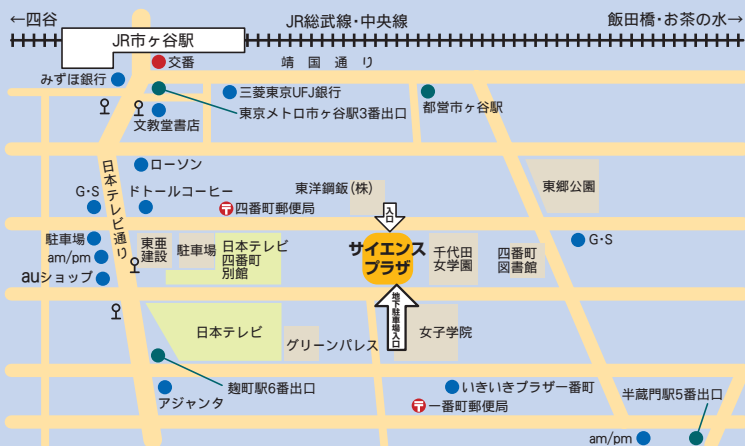 ←四谷
JR総武線・中央線
飯田橋・お茶の水→
JR市ヶ谷駅
交番
靖国通り
みずほ銀行
三菱東京UFJ銀行
都営市ヶ谷駅
東京メトロ市ヶ谷駅3番出口
文教堂書店
日本テレビ通り
ローソン
G・S
ドトールコーヒー
四番町郵便局
東洋鋼鈑(株)
入口
東郷公園
駐車場
am/pm
auショップ
東亜
建設
駐車場
日本テレビ
四番町
別館
サイエンス
プラザ
千代田
女学園
四番町
図書館
G・S
地下駐車場入口
日本テレビ
グリーンパレス
女子学院
麹町駅6番出口
アジャンタ
いきいきプラザ一番町
一番町郵便局
半蔵門駅5番出口
am/pm